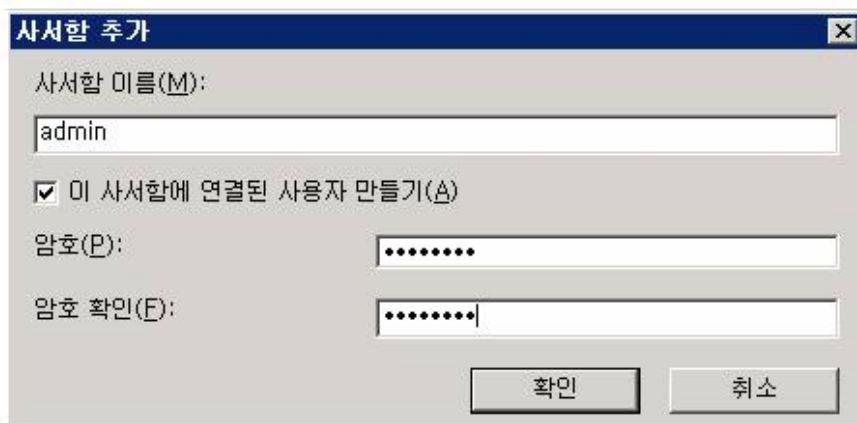 사서함 추가
사서함 이름(M):
admin
이 사서함에 연결된 사용자 만들기(A)
암호(P): ••••••••
암호 확인(F): ••••••••
확인 취소